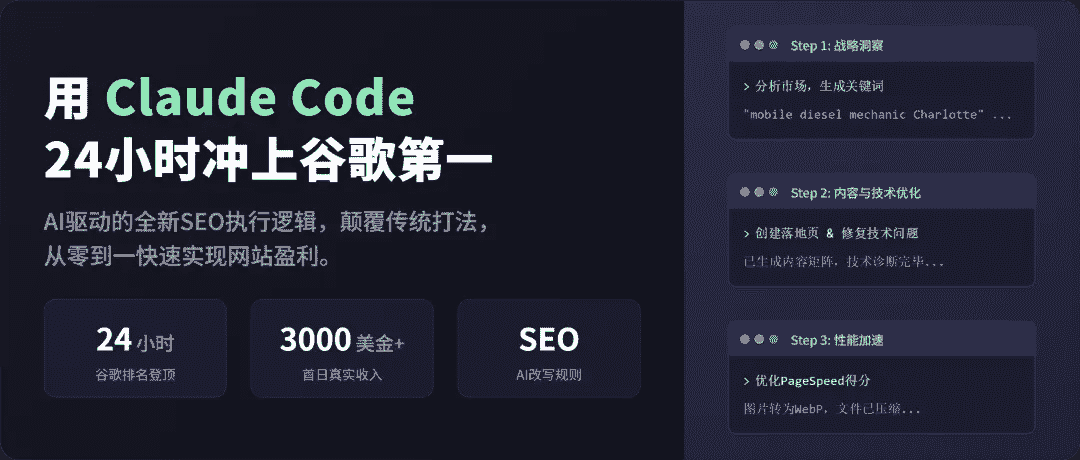 用 Claude Code
24小时冲上谷歌第一
AI驱动的全新SEO执行逻辑，颠覆传统打法，
从零到一快速实现网站盈利。
24 小时
谷歌排名登顶
3000 美金+
首日真实收入
SEO
AI改写规则
Step 1: 战略洞察
> 分析市场，生成关键词
"mobile diesel mechanic Charlotte" ...
Step 2: 内容与技术优化
> 创建落地页 & 修复技术问题
已生成内容矩阵，技术诊断完毕...
Step 3: 性能加速
> 优化PageSpeed得分
图片转为WebP，文件已压缩...